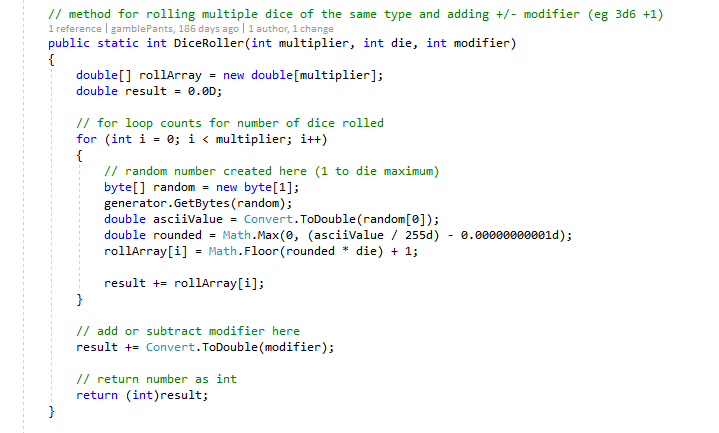 // method for rolling multiple dice of the same type and adding +/- modifier (eg 3d6 +1)
1 reference | gamblePants, 186 days ago | 1 author, 1 change
public static int DiceRoller(int multiplier, int die, int modifier)
{
double[] rollArray = new double[multiplier];
double result = 0.0D;
// for loop counts for number of dice rolled
for (int i = 0; i < multiplier; i++)
{
// random number created here (1 to die maximum)
byte[] random = new byte[1];
generator.GetBytes(random);
double asciiValue = Convert.ToDouble(random[0]);
double rounded = Math.Max(0, (asciiValue / 255d) - 0.00000000001d);
rollArray[i] = Math.Floor(rounded * die) + 1;
result += rollArray[i];
}
// add or subtract modifier here
result += Convert.ToDouble(modifier);
// return number as int
return (int)result;
}